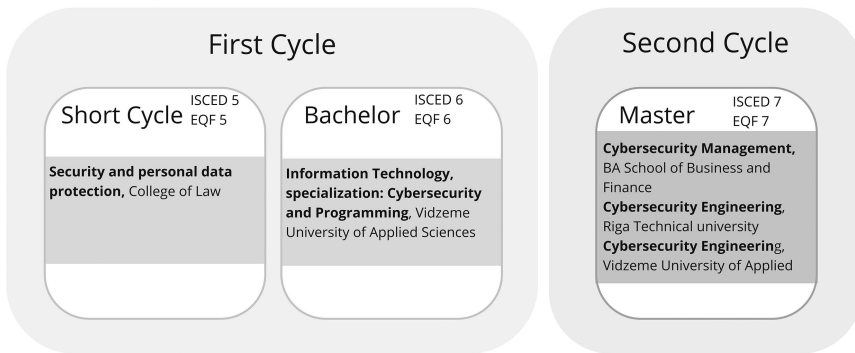 First Cycle
Short Cycle
ISCED 5
EQF 5
Security and personal data
protection, College of Law
Bachelor
ISCED 6
EQF 6
Information Technology,
specialization: Cybersecurity
and Programming, Vidzeme
University of Applied Sciences
Second Cycle
Master
ISCED 7
EQF 7
Cybersecurity Management,
BA School of Business and
Finance
Cybersecurity Engineering,
Riga Technical university
Cybersecurity Engineering,
Vidzeme University of Applied